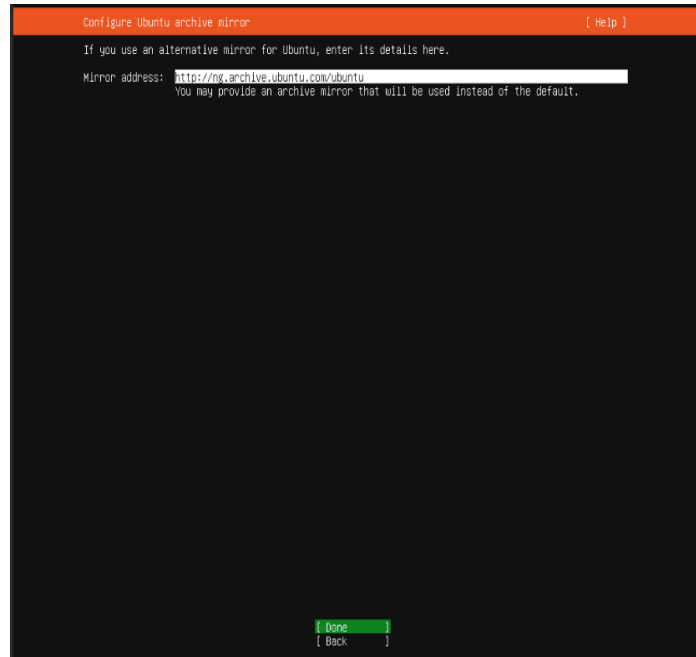 Configure Ubuntu archive mirror [ Help ]
If you use an alternative mirror for Ubuntu, enter its details here.
Mirror address: http://ng.archive.ubuntu.com/ubuntu
You may provide an archive mirror that will be used instead of the default.
[ Done ]
[ Back ]